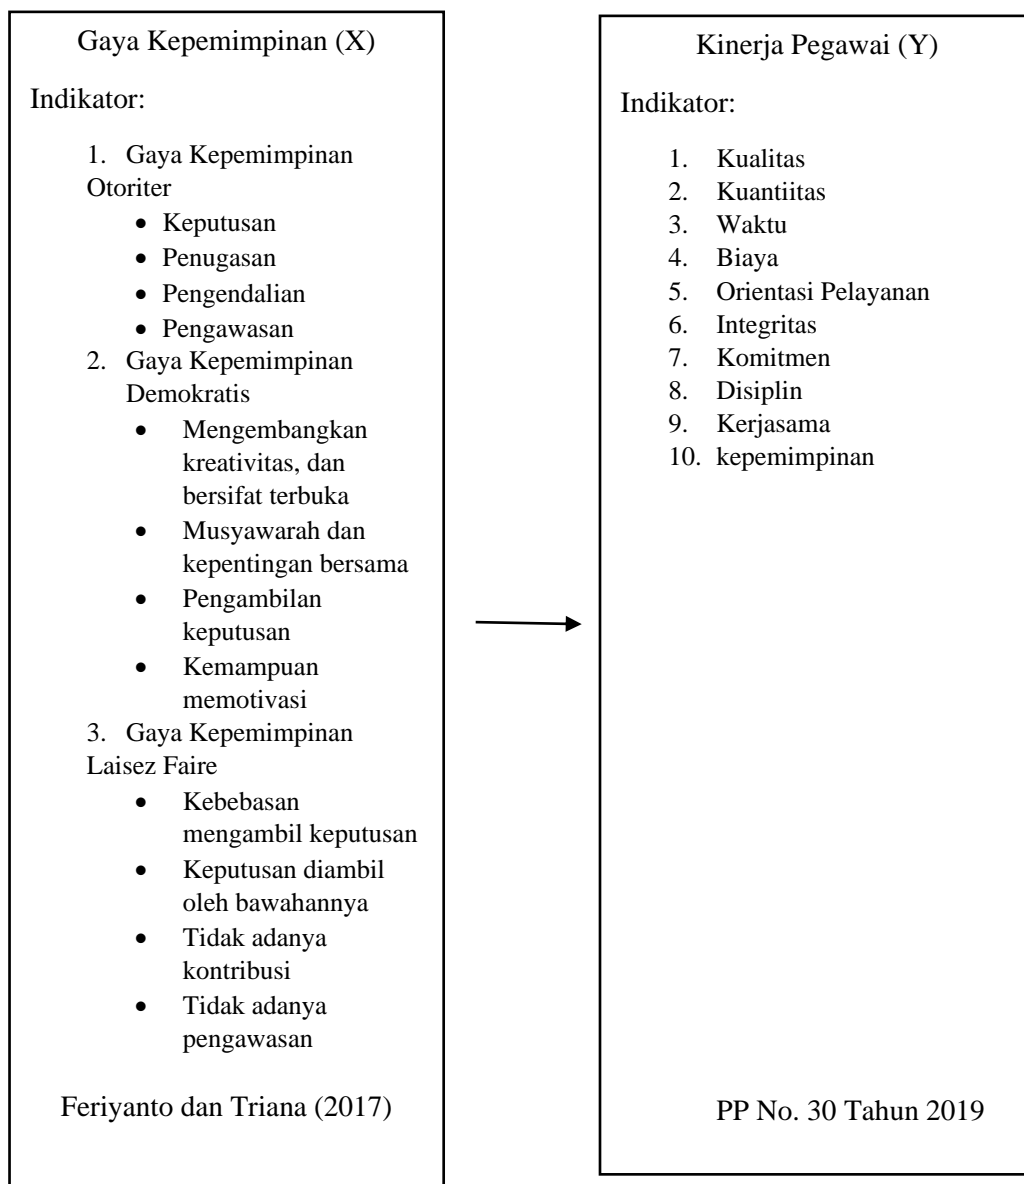 Gaya Kepemimpinan (X)
Indikator:
1. Gaya Kepemimpinan
Otoriter
• Keputusan
• Penugasan
• Pengendalian
• Pengawasan
2. Gaya Kepemimpinan
Demokratis
• Mengembangkan
kreativitas, dan
bersifat terbuka
• Musyawarah dan
kepentingan bersama
• Pengambilan
keputusan
• Kemampuan
memotivasi
3. Gaya Kepemimpinan
Laisez Faire
• Kebebasan
mengambil keputusan
• Keputusan diambil
oleh bawahannya
• Tidak adanya
kontribusi
• Tidak adanya
pengawasan
Feriyanto dan Triana (2017)
Kinerja Pegawai (Y)
Indikator:
1. Kualitas
2. Kuantiitas
3. Waktu
4. Biaya
5. Orientasi Pelayanan
6. Integritas
7. Komitmen
8. Disiplin
9. Kerjasama
10. kepemimpinan
PP No. 30 Tahun 2019